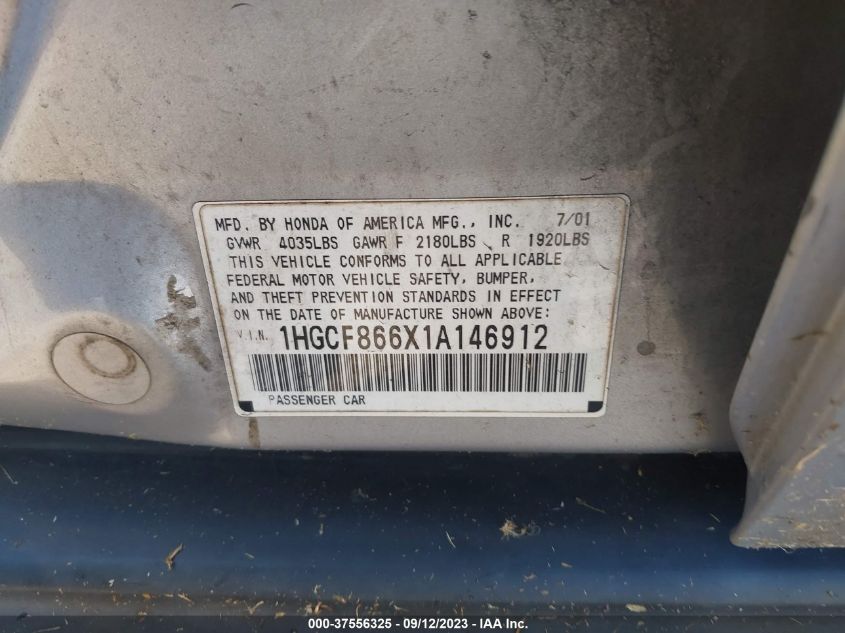 MFD. BY HONDA OF AMERICA MFG., INC. 7/01
GVWR 4035LBS GAWR F 2180LBS R 1920LBS
THIS VEHICLE CONFORMS TO ALL APPLICABLE
FEDERAL MOTOR VEHICLE SAFETY, BUMPER,
AND THEFT PREVENTION STANDARDS IN EFFECT
ON THE DATE OF MANUFACTURE SHOWN ABOVE:
V.I.N. 1HGCF866X1A146912
PASSENGER CAR
000-37556325 - 09/12/2023 - © IAA, Inc.